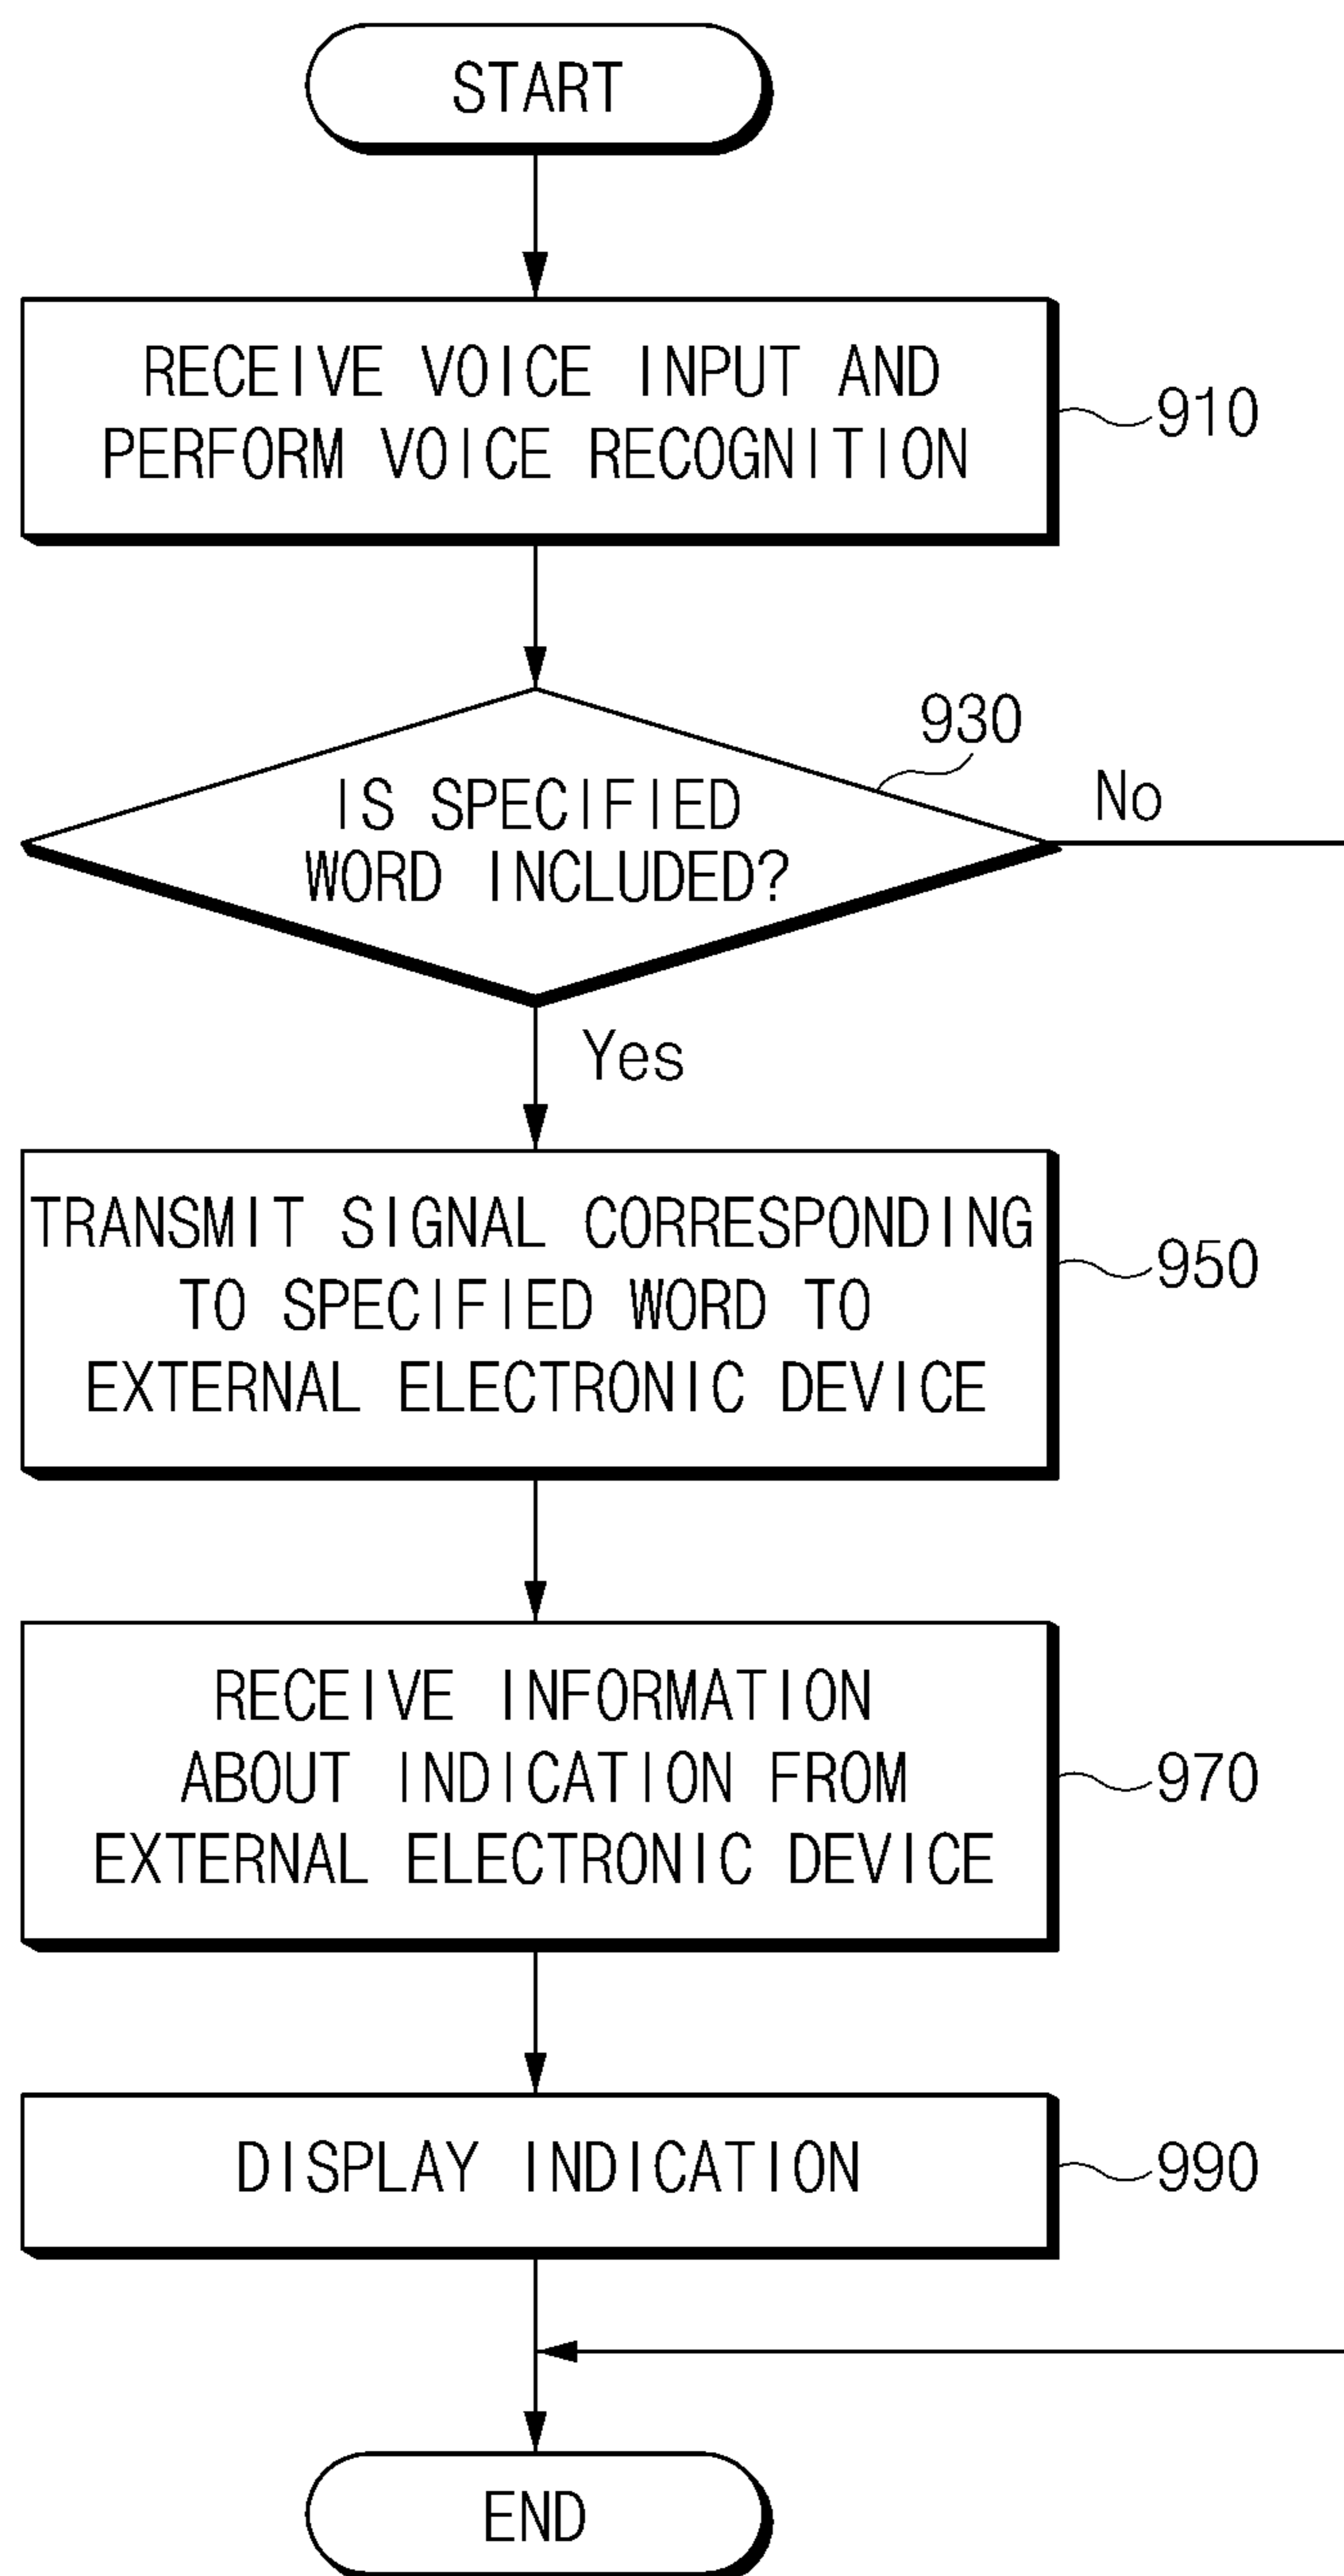 START
RECEIVE VOICE INPUT AND
PERFORM VOICE RECOGNITION
910
930
IS SPECIFIED
WORD INCLUDED?
No
Yes
TRANSMIT SIGNAL CORRESPONDING
TO SPECIFIED WORD TO
EXTERNAL ELECTRONIC DEVICE
950
RECEIVE INFORMATION
ABOUT INDICATION FROM
EXTERNAL ELECTRONIC DEVICE
970
DISPLAY INDICATION
990
END